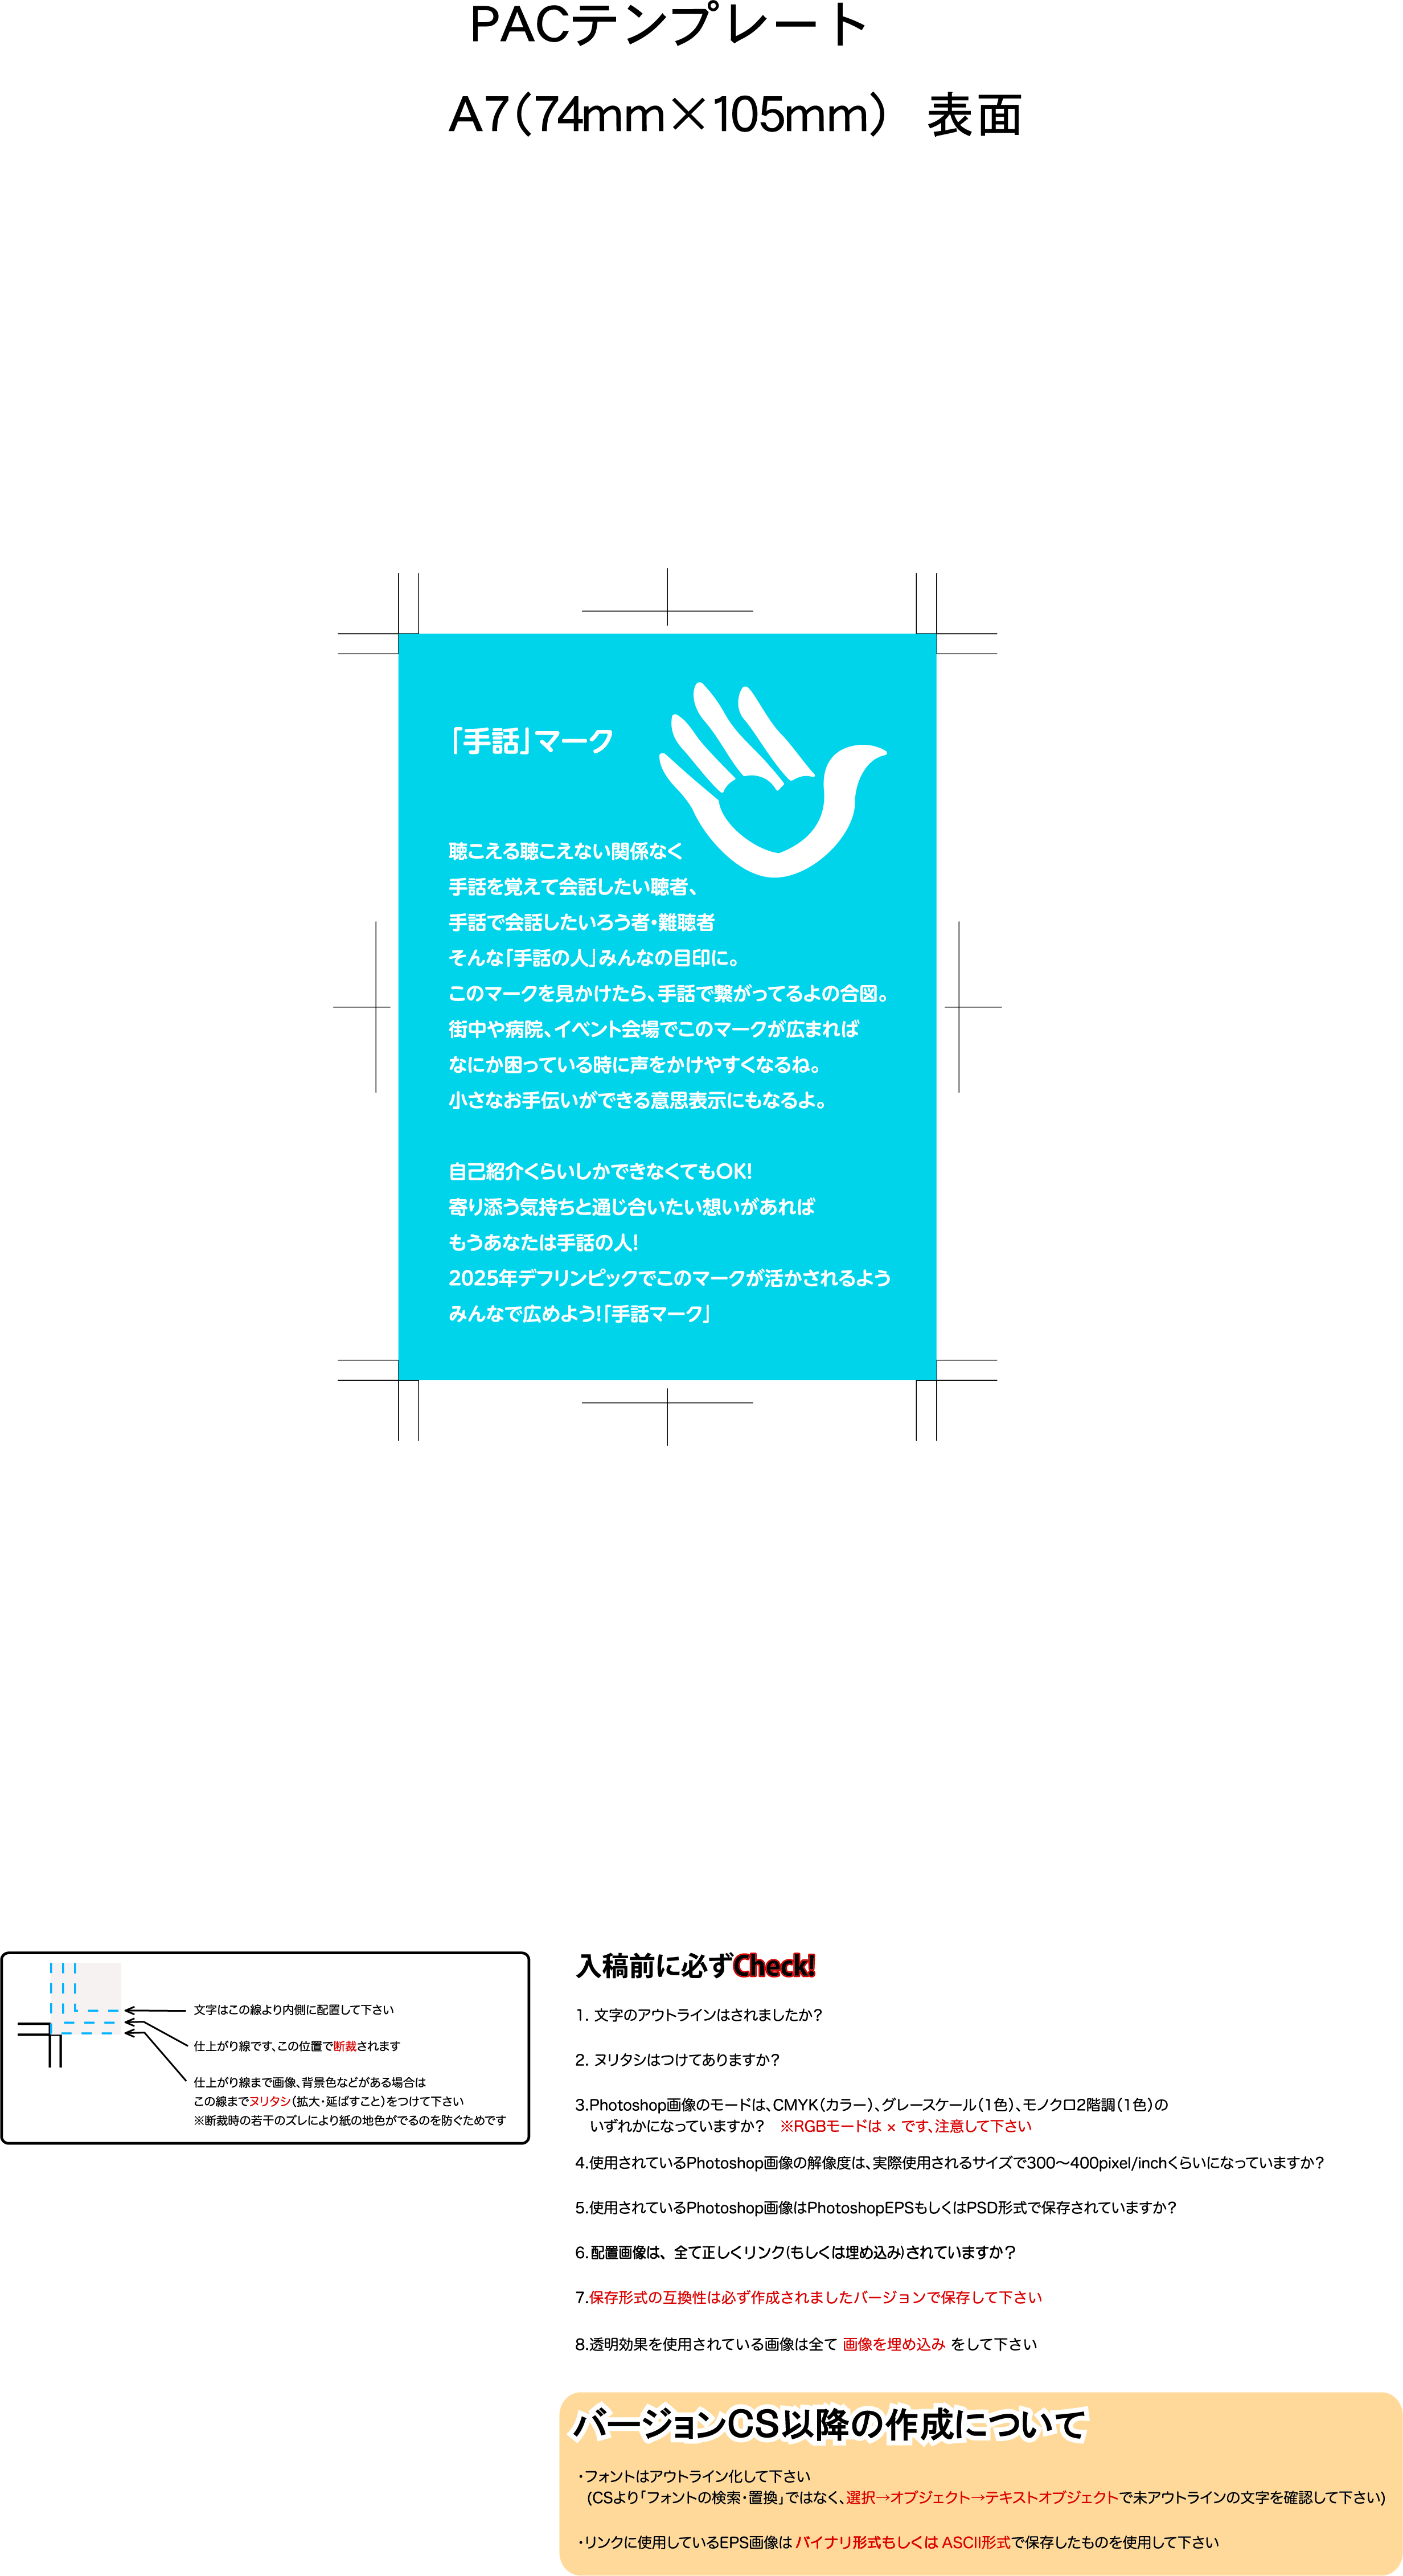 PACテンプレート
A7（74mm×105mm） 表面
「手話」マーク
聴こえる聴こえない関係なく
手話を覚えて会話したい聴者、
手話で会話したいろう者・難聴者
そんな「手話の人」みんなの目印に。
このマークを見かけたら、手話で繋がってるよの合図。
街中や病院、イベント会場でこのマークが広まれば
なにか困っている時に声をかけやすくなるね。
小さなお手伝いができる意思表示にもなるよ。
自己紹介くらいしかできなくてもOK!
寄り添う気持ちと通じ合いたい想いがあれば
もうあなたは手話の人!
2025年デフリンピックでこのマークが活かされるよう
みんなで広めよう!「手話マーク」
文字はこの線より内側に配置して下さい
仕上がり線です、この位置で断裁されます
仕上がり線まで画像、背景色などがある場合は
この線までヌリタシ（拡大・延ばすこと）をつけて下さい
※断裁時の若干のズレにより紙の地色がでるのを防ぐためです
入稿前に必ずCheck!
1. 文字のアウトラインはされましたか？
2. ヌリタシはつけてありますか？
3.Photoshop画像のモードは、CMYK（カラー）、グレースケール（1色）、モノクロ2階調（1色）の
いずれかになっていますか？ ※RGBモードは × です、注意して下さい
4.使用されているPhotoshop画像の解像度は、実際使用されるサイズで300～400pixel/inchくらいになっていますか？
5.使用されているPhotoshop画像はPhotoshopEPSもしくはPSD形式で保存されていますか？
6.配置画像は、全て正しくリンク(もしくは埋め込み)されていますか？
7.保存形式の互換性は必ず作成されましたバージョンで保存して下さい
8.透明効果を使用されている画像は全て 画像を埋め込み をして下さい
バージョンCS以降の作成について
・フォントはアウトライン化して下さい
(CSより「フォントの検索・置換」ではなく、選択→オブジェクト→テキストオブジェクトで未アウトラインの文字を確認して下さい)
・リンクに使用しているEPS画像は バイナリ形式もしくは ASCII形式で保存したものを使用して下さい